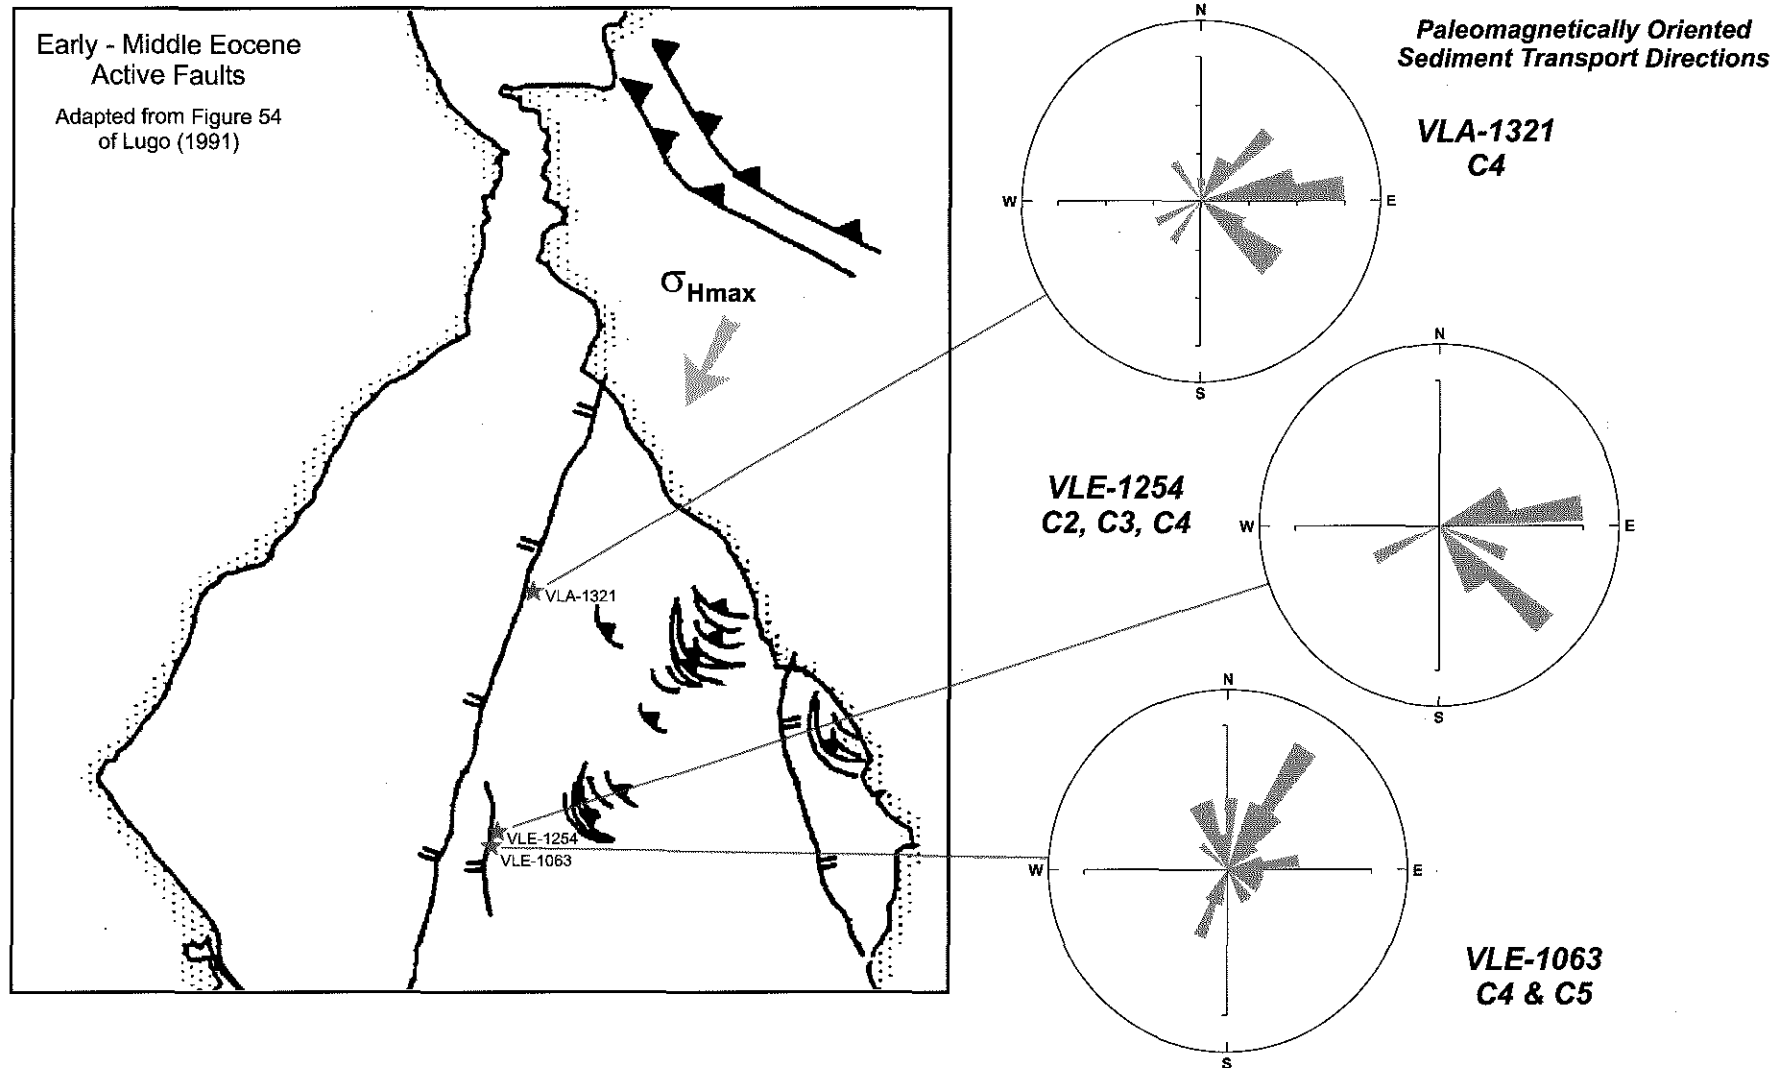 Early - Middle Eocene
Active Faults
Adapted from Figure 54
of Lugo (1991)
σHmax
VLA-1321
VLE-1254
VLE-1063
Paleomagnetically Oriented
Sediment Transport Directions
VLA-1321
C4
N
W
E
S
VLE-1254
C2, C3, C4
N
W
E
S
VLE-1063
C4 & C5
N
W
E
S